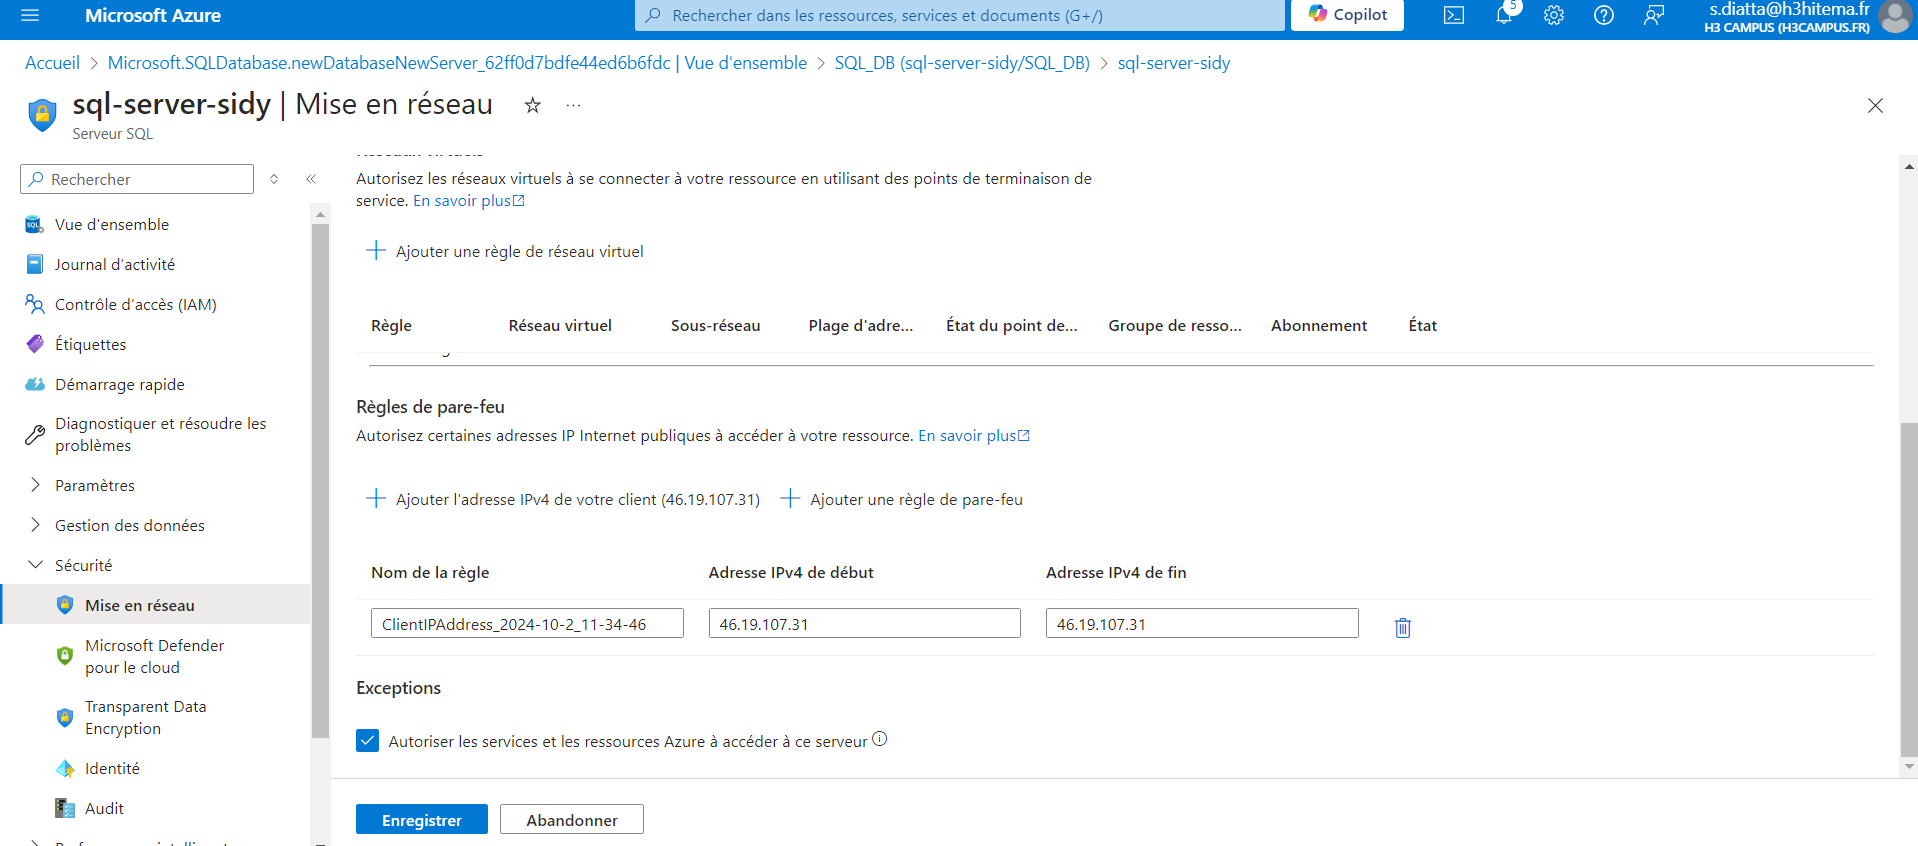 Microsoft Azure
Rechercher dans les ressources, services et documents (G+/)
Copilot
5
s.diatta@h3hitema.fr
H3 CAMPUS (H3CAMPUS.FR)
Accueil > Microsoft.SQLDatabase.newDatabaseNewServer_62ff0d7bdfe44ed6b6fdc | Vue d'ensemble > SQL_DB (sql-server-sidy/SQL_DB) > sql-server-sidy
sql-server-sidy | Mise en réseau
Serveur SQL
Rechercher
Vue d'ensemble
Journal d'activité
Contrôle d'accès (IAM)
Étiquettes
Démarrage rapide
Diagnostiquer et résoudre les
problèmes
Paramètres
Gestion des données
Sécurité
Mise en réseau
Microsoft Defender
pour le cloud
Transparent Data
Encryption
Identité
Audit
Autorisez les réseaux virtuels à se connecter à votre ressource en utilisant des points de terminaison de
service. En savoir plus
Ajouter une règle de réseau virtuel
Règle Réseau virtuel Sous-réseau Plage d'adre... État du point de... Groupe de resso... Abonnement État
Règles de pare-feu
Autorisez certaines adresses IP Internet publiques à accéder à votre ressource. En savoir plus
Ajouter l'adresse IPv4 de votre client (46.19.107.31) Ajouter une règle de pare-feu
Nom de la règle Adresse IPv4 de début Adresse IPv4 de fin
ClientIPAddress_2024-10-2_11-34-46 46.19.107.31 46.19.107.31
Exceptions
Autoriser les services et les ressources Azure à accéder à ce serveur
Enregistrer Abandonner